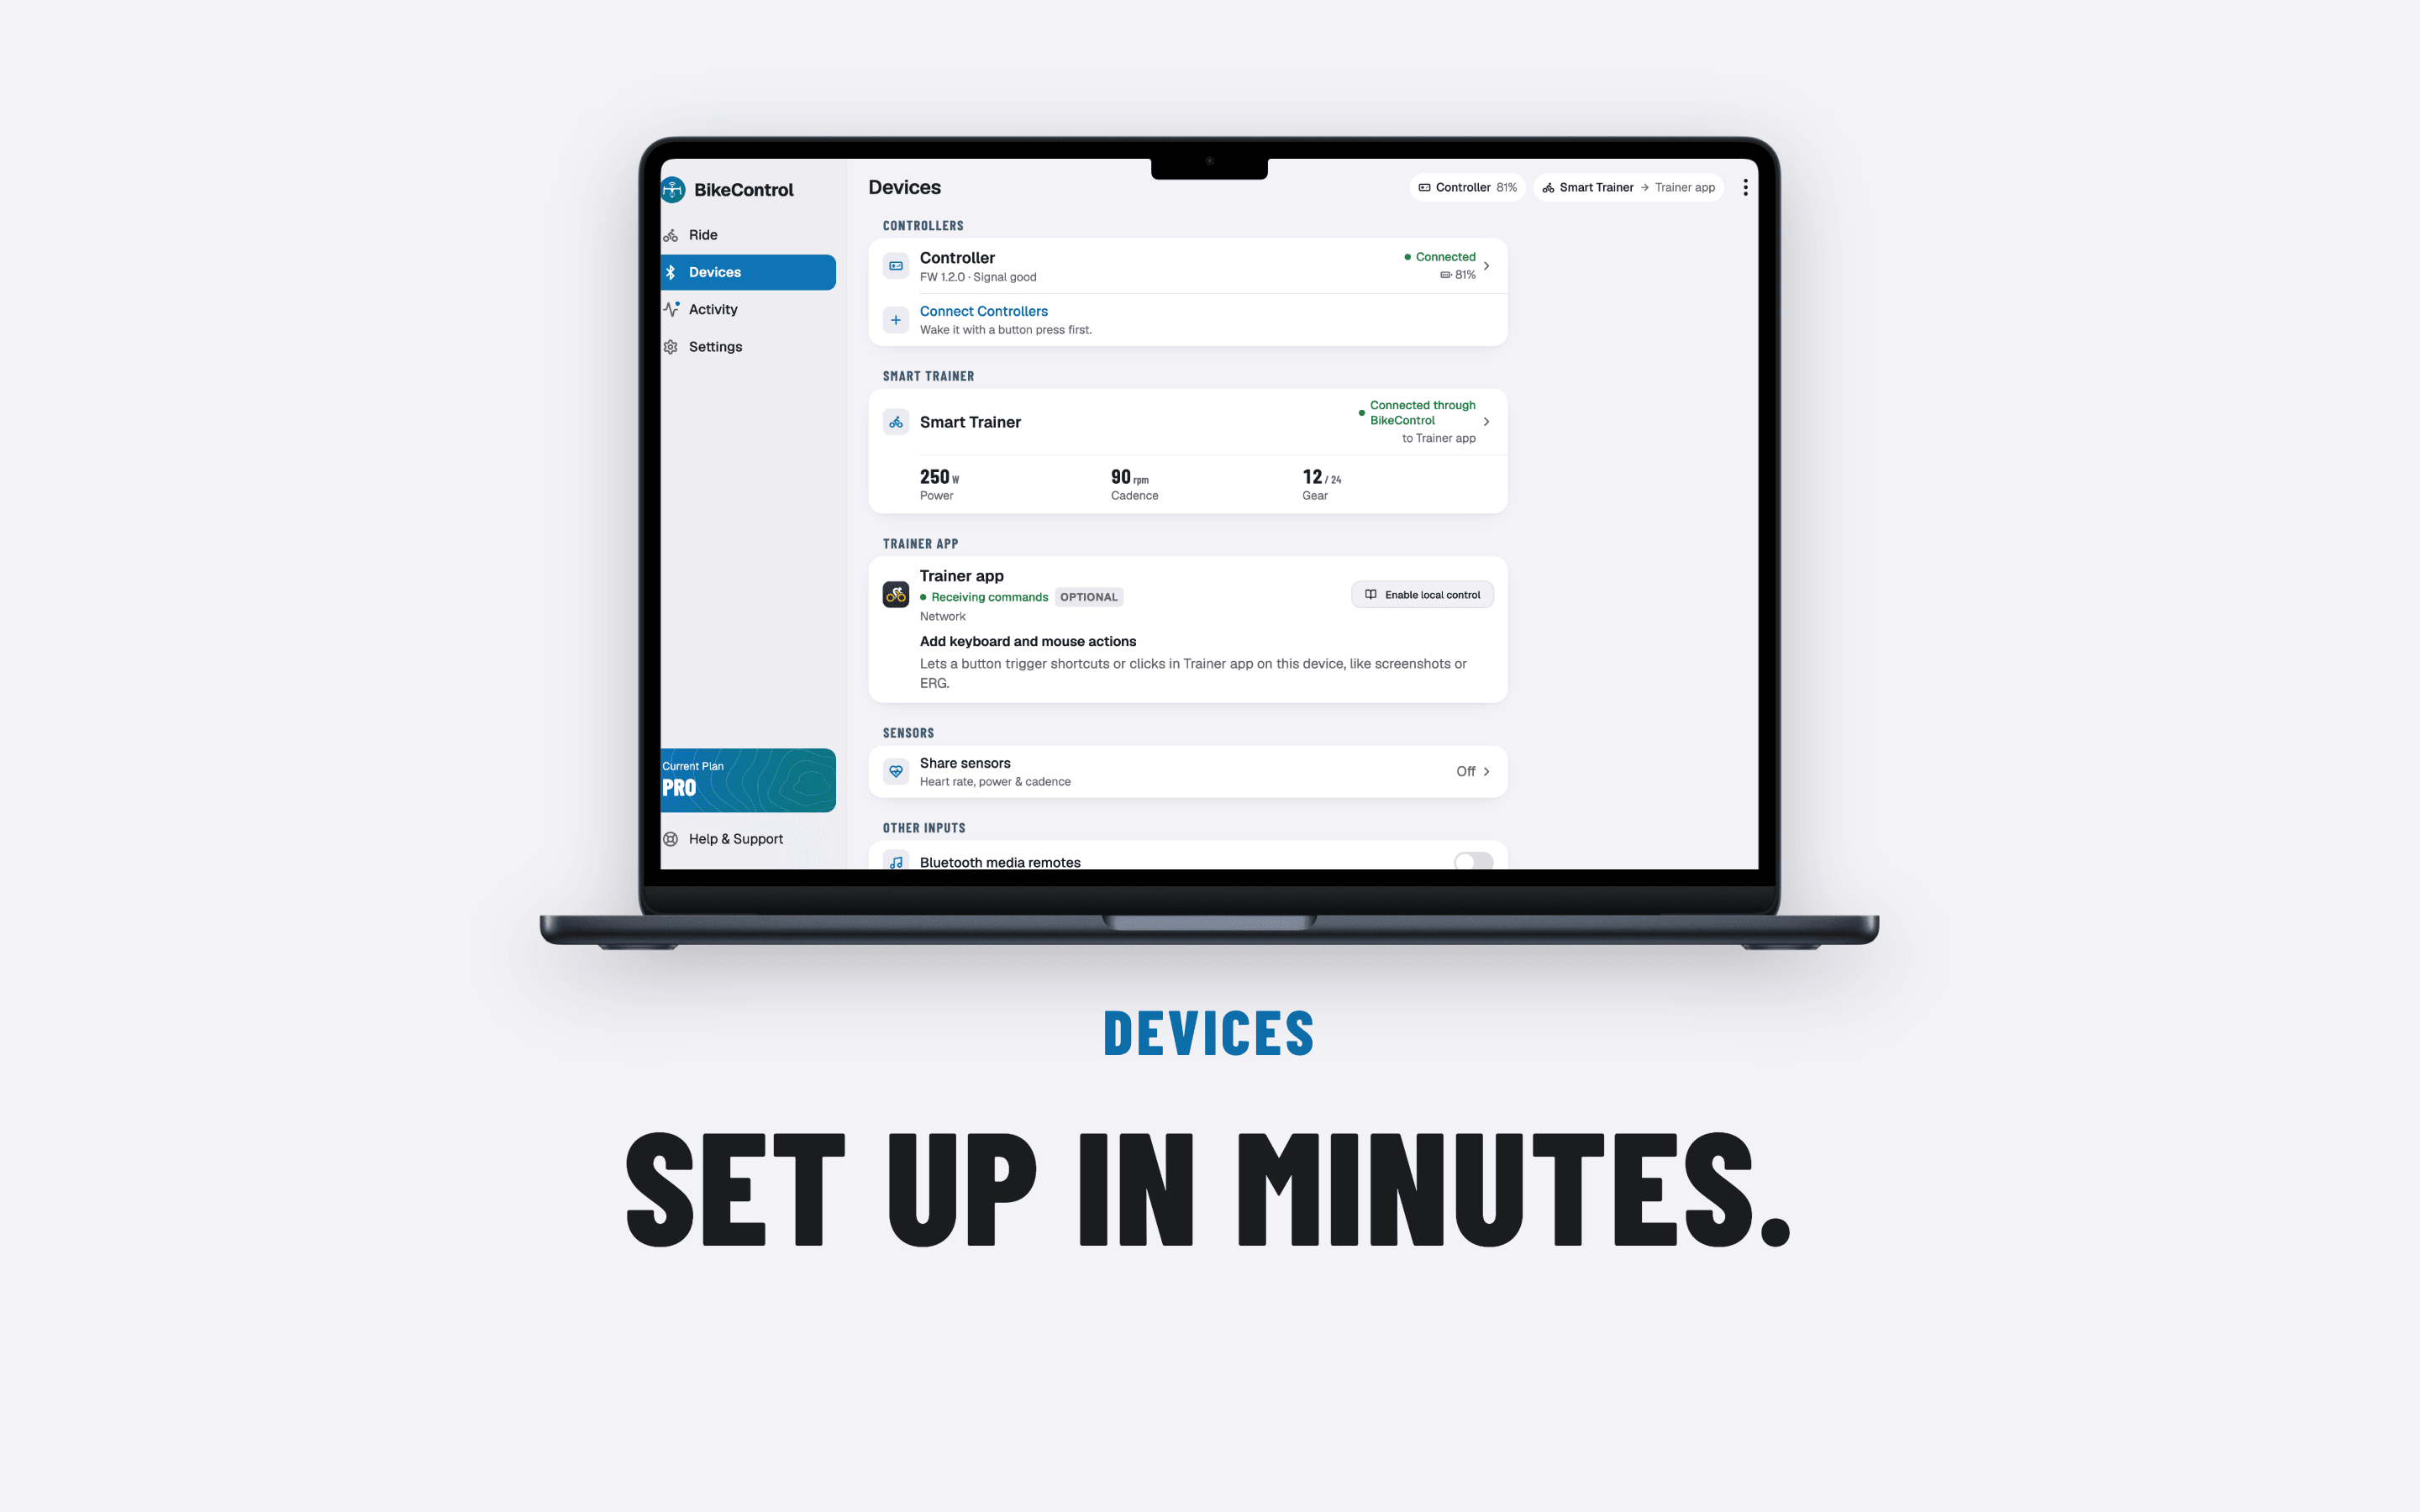 BikeControl
Ride
Devices
Activity
Settings
Current Plan
PRO
Help & Support
Devices
Controller 81%
Smart Trainer → Trainer app
CONTROLLERS
Controller
FW 1.2.0 · Signal good
Connected
81%
Connect Controllers
Wake it with a button press first.
SMART TRAINER
Smart Trainer
Connected through
BikeControl
to Trainer app
250 W
Power
90 rpm
Cadence
12 / 24
Gear
TRAINER APP
Trainer app
Receiving commands OPTIONAL
Network
Enable local control
Add keyboard and mouse actions
Lets a button trigger shortcuts or clicks in Trainer app on this device, like screenshots or
ERG.
SENSORS
Share sensors
Heart rate, power & cadence
Off
OTHER INPUTS
Bluetooth media remotes
DEVICES
SET UP IN MINUTES.